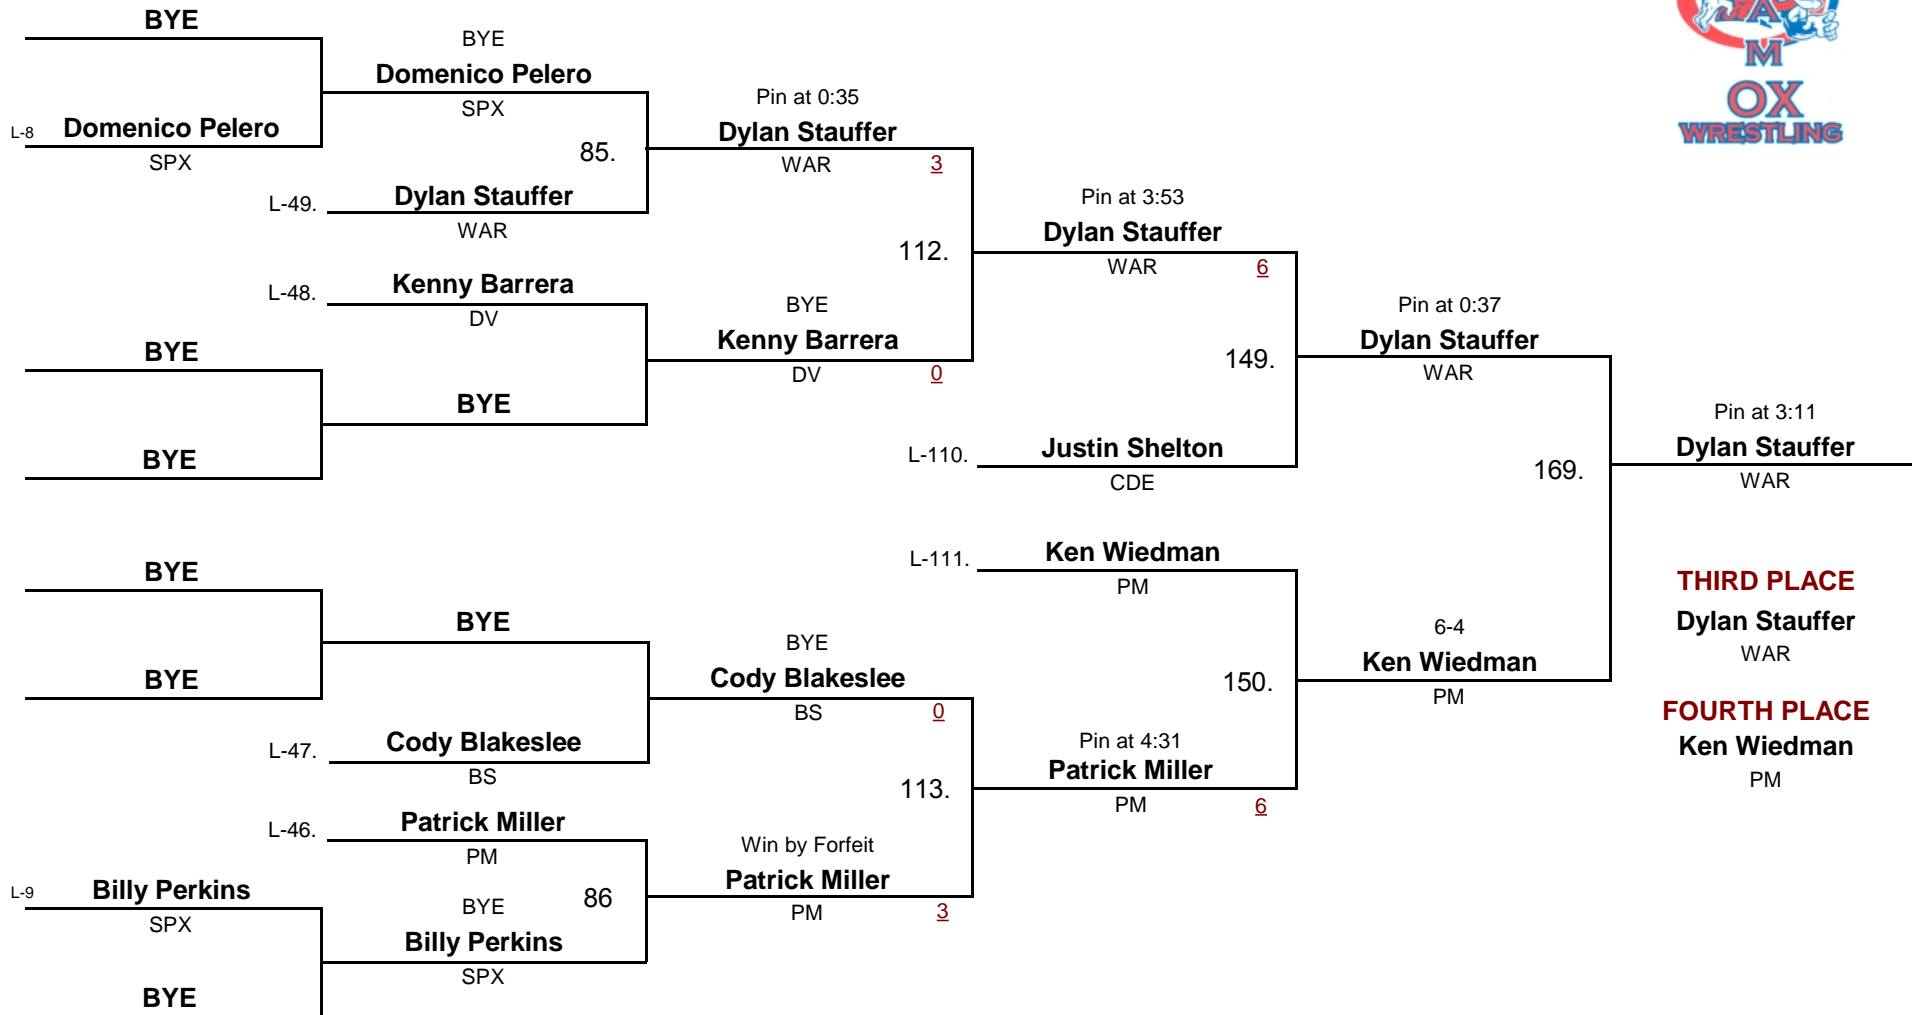 BYE
BYE
Domenico Pelero
SPX
L-8 Domenico Pelero
SPX
85.
Pin at 0:35
Dylan Stauffer
WAR 3
L-49. Dylan Stauffer
WAR
112.
Pin at 3:53
Dylan Stauffer
WAR 6
L-48. Kenny Barrera
DV
BYE
Kenny Barrera
DV 0
BYE
BYE
BYE
149.
Pin at 0:37
Dylan Stauffer
WAR
L-110. Justin Shelton
CDE
169.
Pin at 3:11
Dylan Stauffer
WAR
L-111. Ken Wiedman
PM
BYE
BYE
BYE
BYE
Cody Blakeslee
BS 0
150.
6-4
Ken Wiedman
PM
L-47. Cody Blakeslee
BS
113.
Pin at 4:31
Patrick Miller
PM 6
L-46. Patrick Miller
PM
86
Win by Forfeit
Patrick Miller
PM 3
L-9 Billy Perkins
SPX
BYE
Billy Perkins
SPX
BYE
THIRD PLACE
Dylan Stauffer
WAR
FOURTH PLACE
Ken Wiedman
PM
A
M
OX
WRESTLING